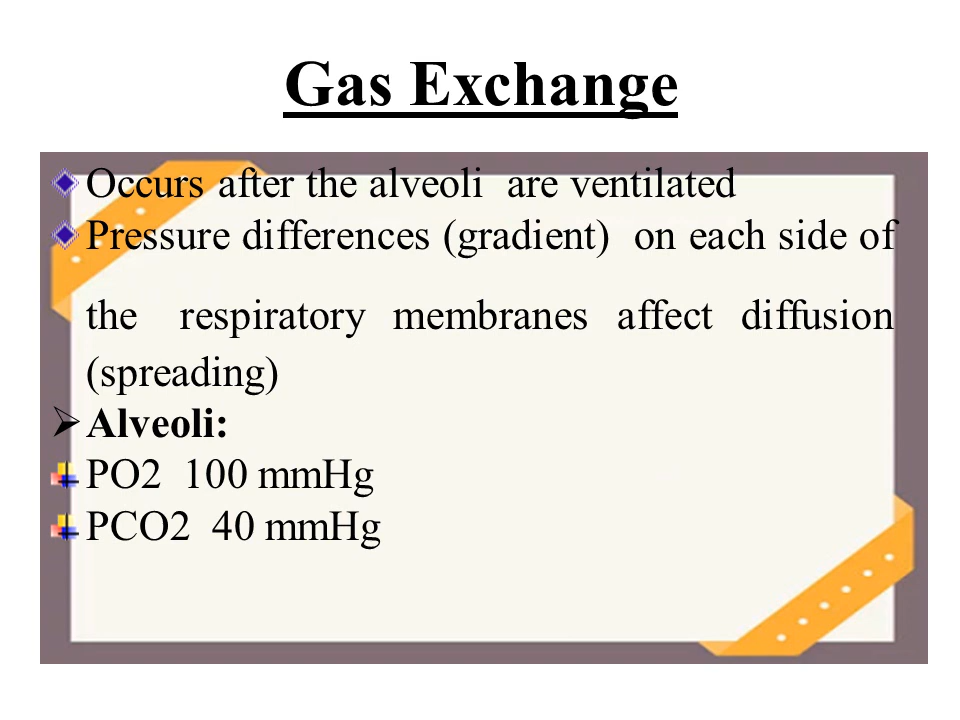 Gas Exchange
Occurs after the alveoli are ventilated
Pressure differences (gradient) on each side of
the respiratory membranes affect diffusion
(spreading)
Alveoli:
PO2 100 mmHg
PCO2 40 mmHg